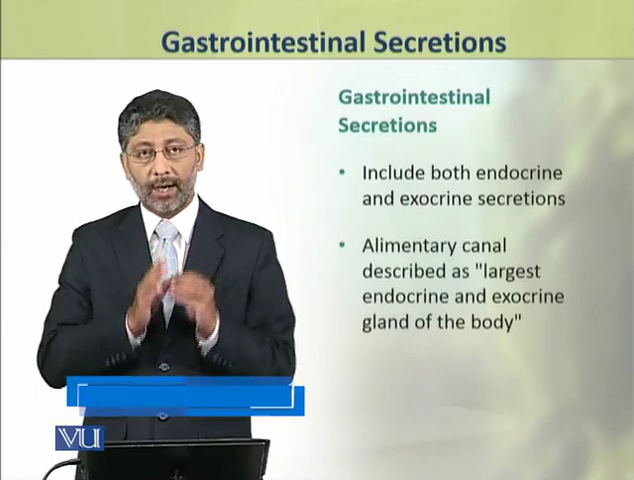 Gastrointestinal Secretions
Gastrointestinal
Secretions
• Include both endocrine
and exocrine secretions
• Alimentary canal
described as "largest
endocrine and exocrine
gland of the body"
VU